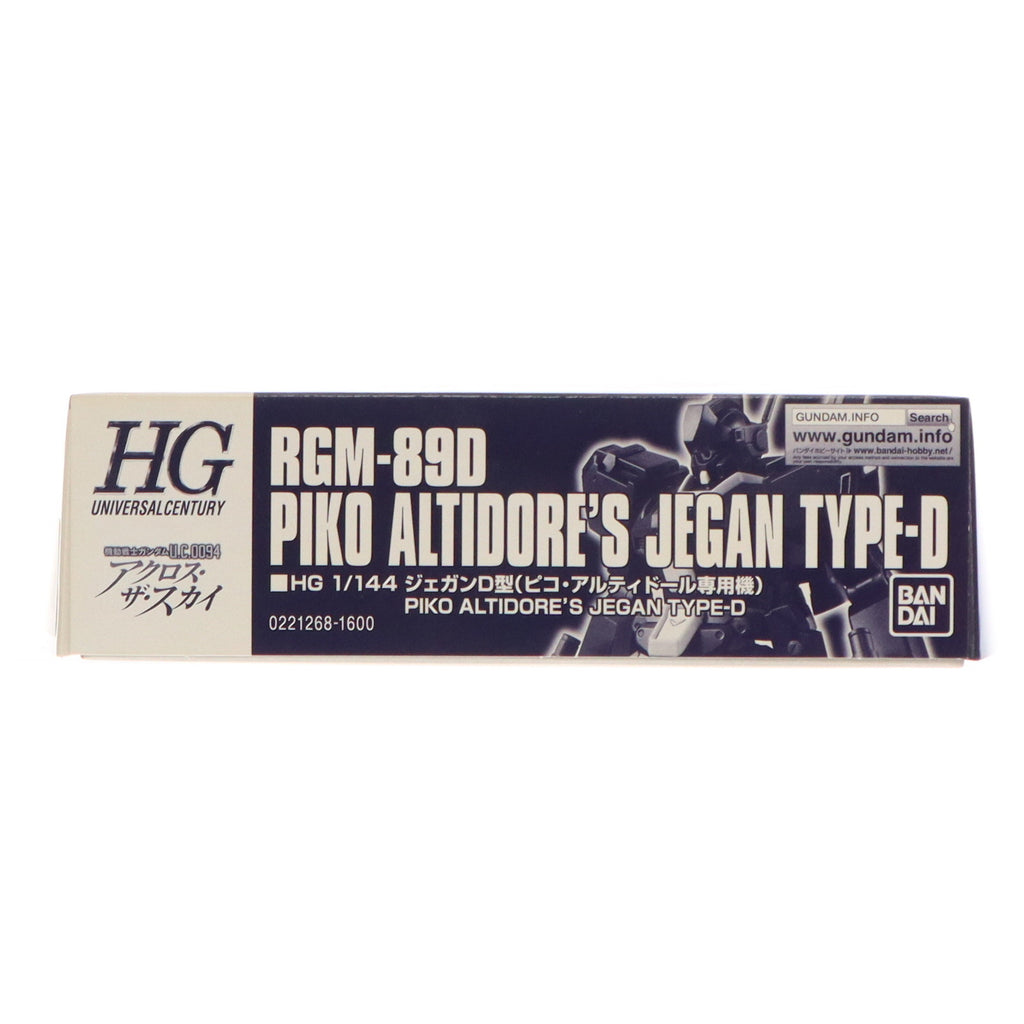 HG
UNIVERSAL CENTURY
機動戦士ガンダムU.C.0094
アクロス・
ザ・スカイ
RGM-89D
PIKO ALTIDORE'S JEGAN TYPE-D
■HG 1/144 ジェガンD型(ピコ・アルティドール専用機)
PIKO ALTIDORE'S JEGAN TYPE-D
0221268-1600
GUNDAM.INFO Search
www.gundam.info
バンダイホビーサイト www.bandai-hobby.net/
BAN
DAI